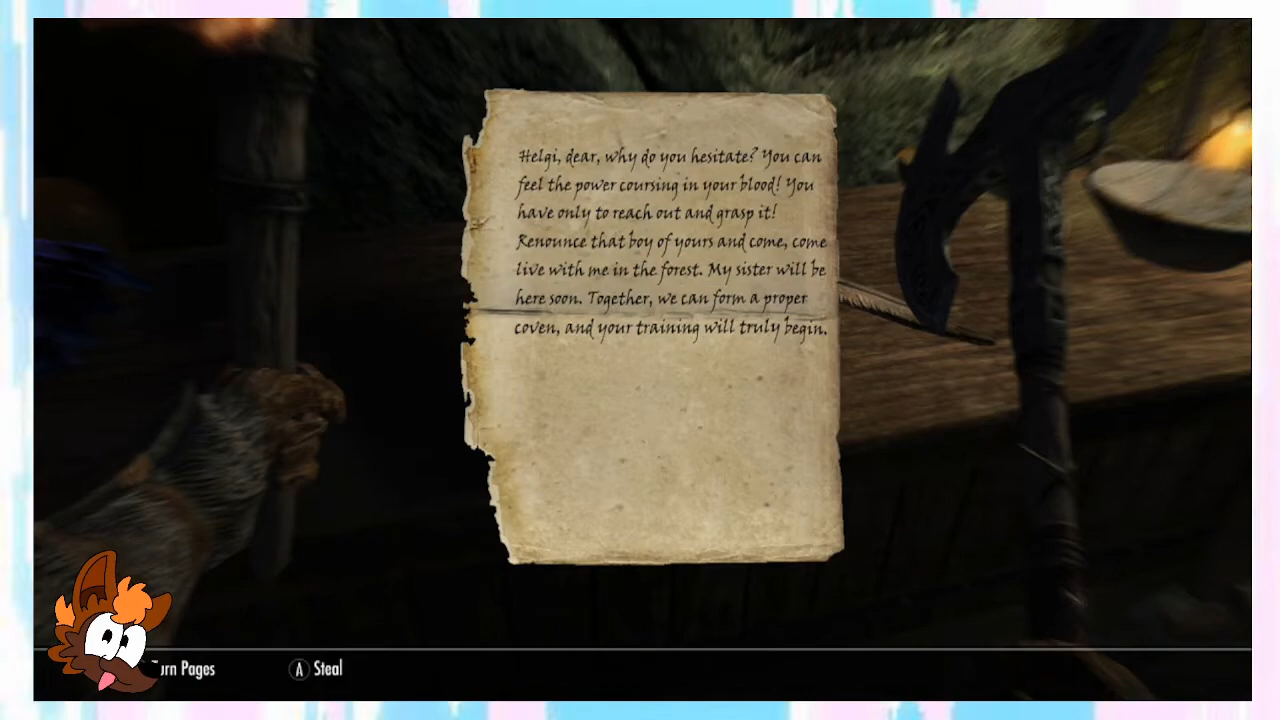 Helgi, dear, why do you hesitate? You can
feel the power coursing in your blood! You
have only to reach out and grasp it!
Renounce that boy of yours and come, come
live with me in the forest. My sister will be
here soon. Together, we can form a proper
coven, and your training will truly begin.
urn Pages
A Steal